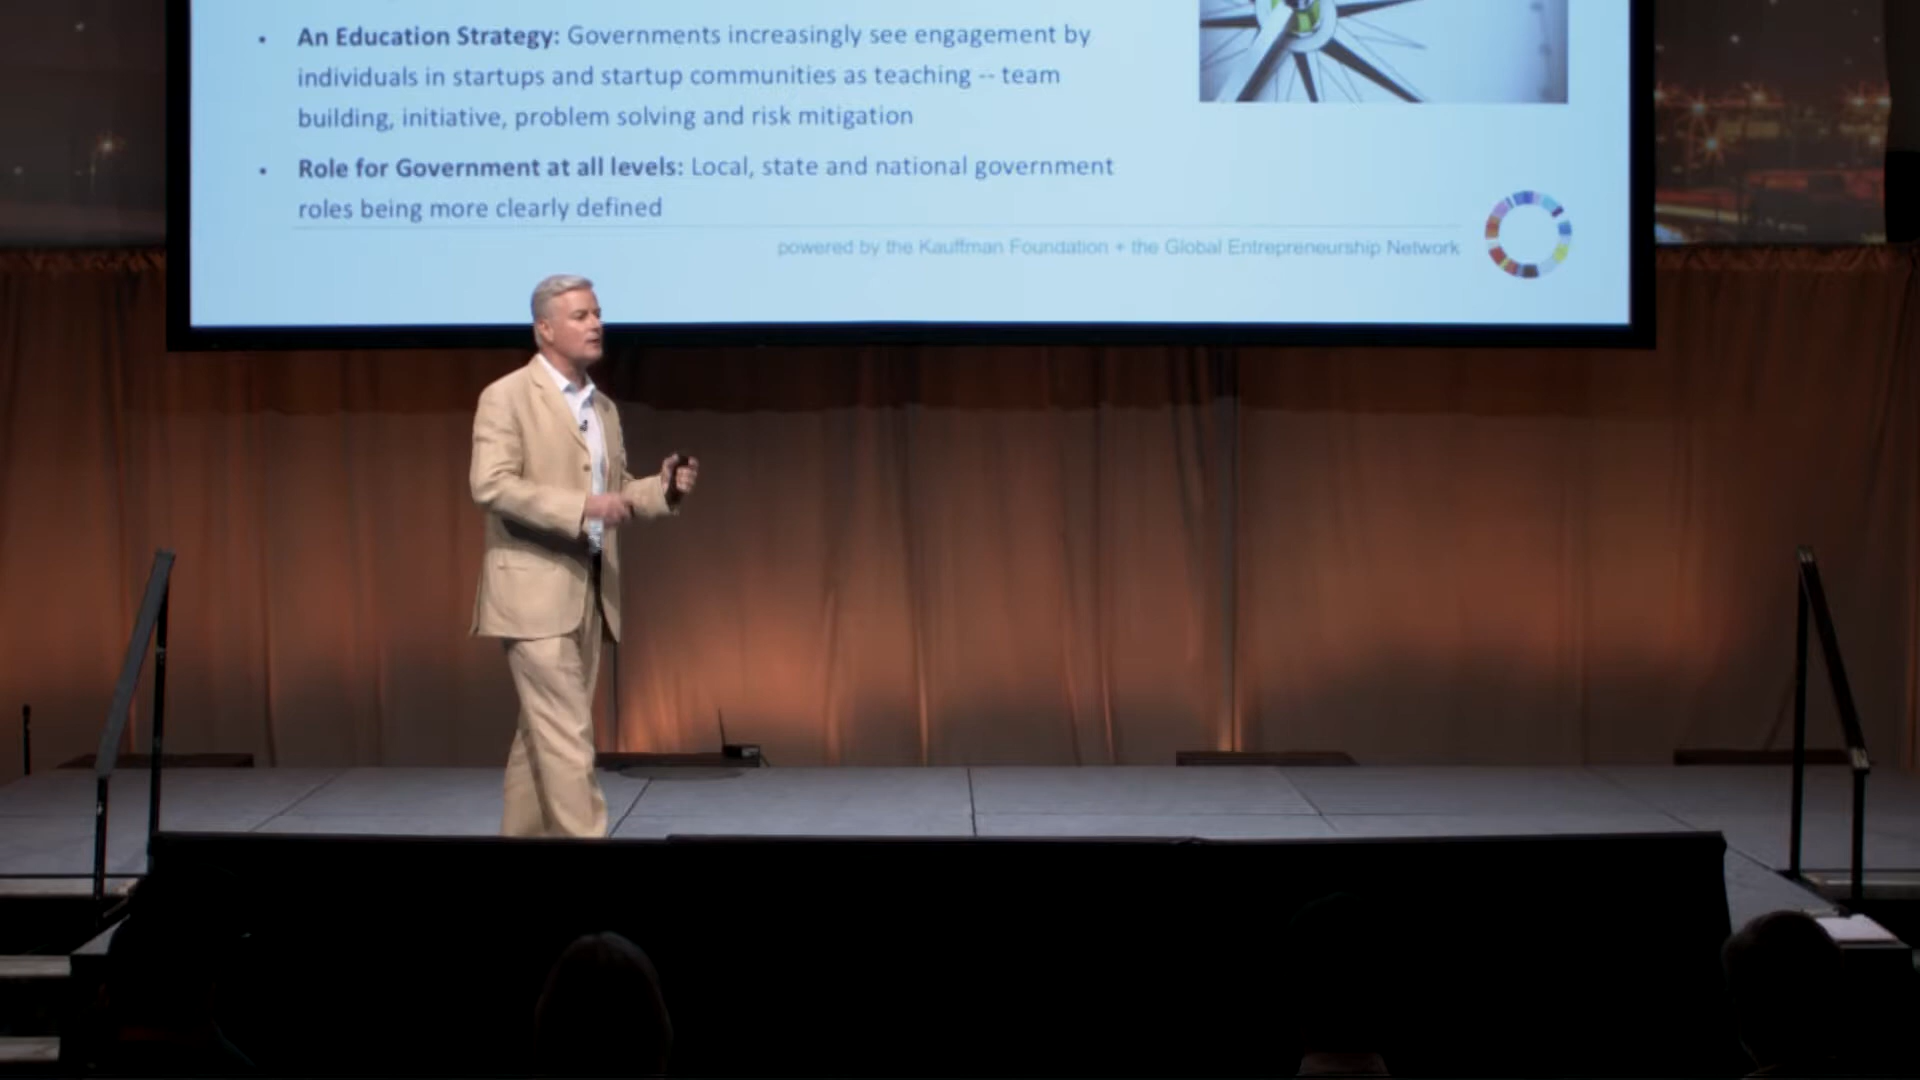 • An Education Strategy: Governments increasingly see engagement by
individuals in startups and startup communities as teaching -- team
building, initiative, problem solving and risk mitigation
• Role for Government at all levels: Local, state and national government
roles being more clearly defined
powered by the Kauffman Foundation + the Global Entrepreneurship Network